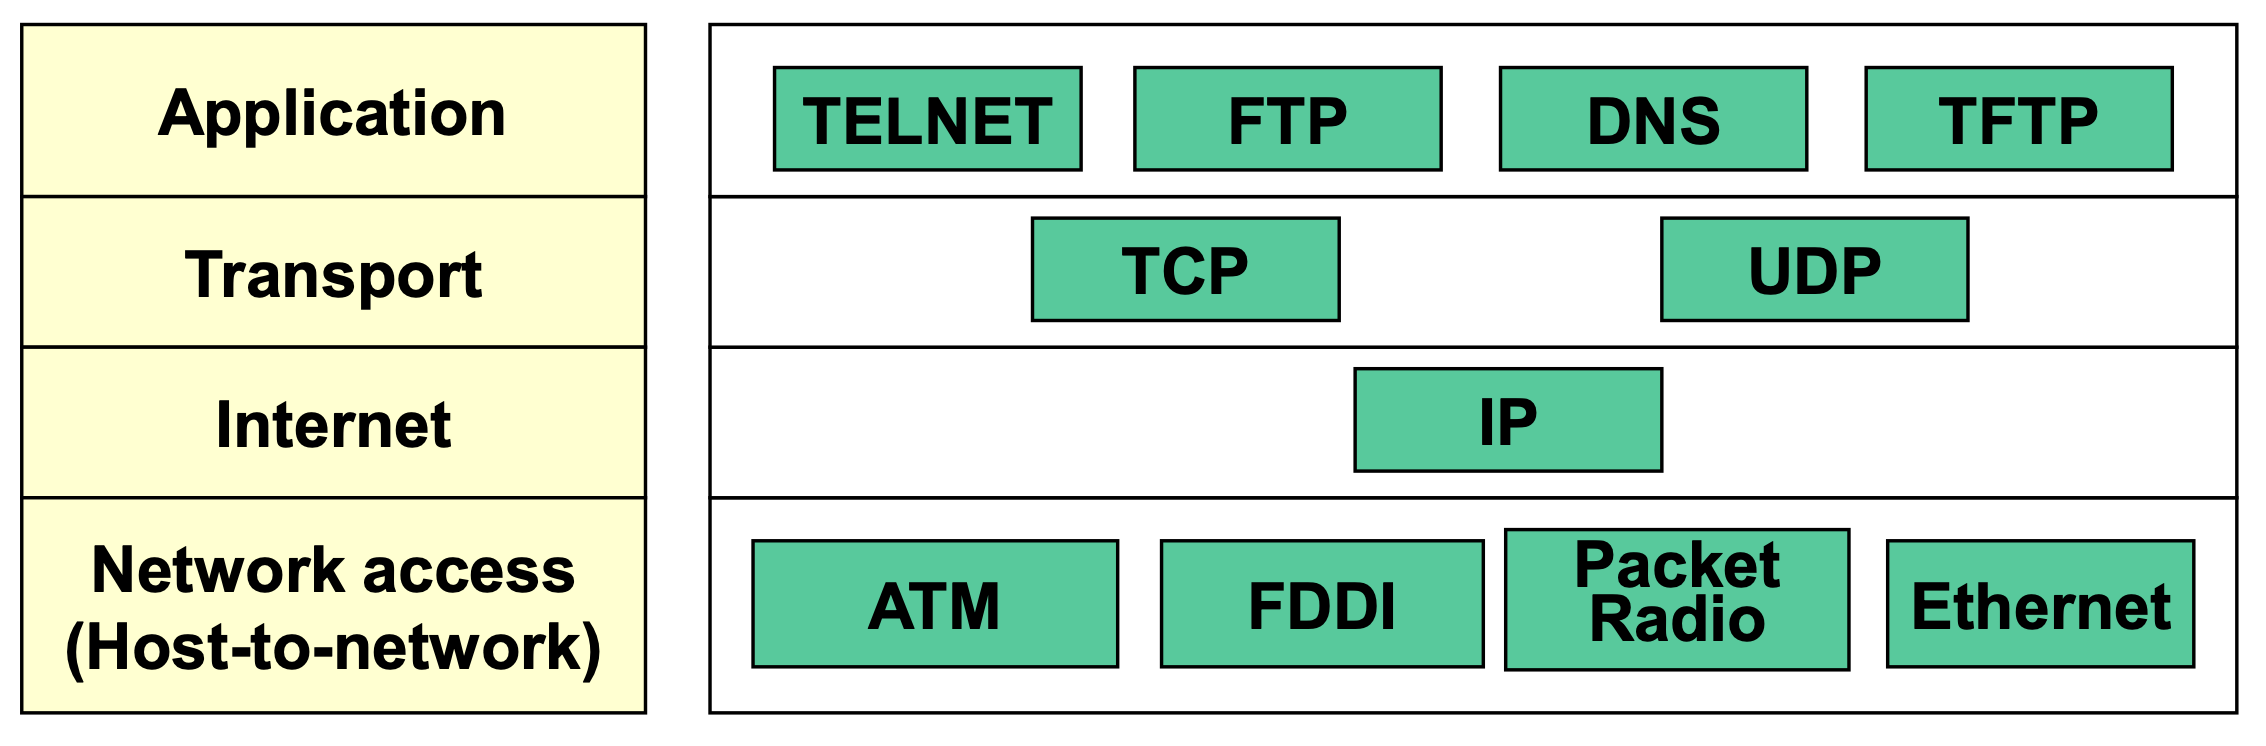 Application
TELNET
FTP
DNS
TFTP
Transport
TCP
UDP
Internet
IP
Network access
(Host-to-network)
ATM
FDDI
Packet
Radio
Ethernet